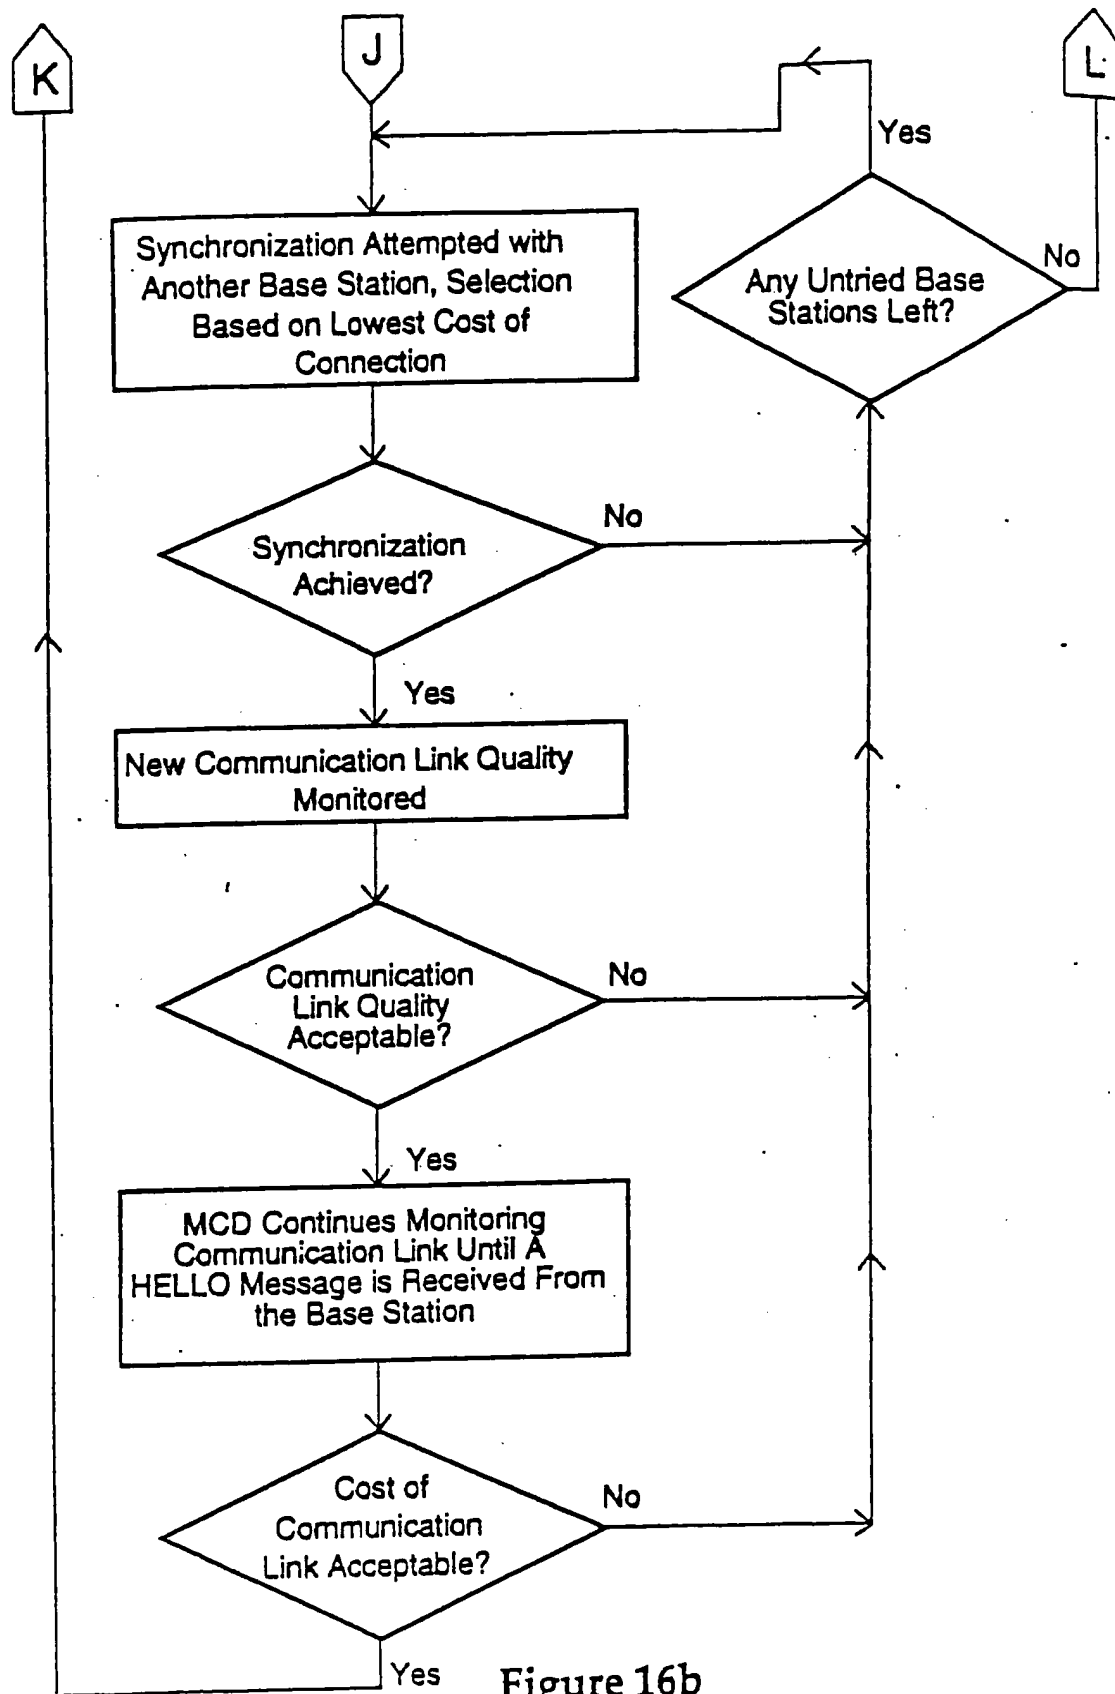 K
J
L
Yes
Synchronization Attempted with
Another Base Station, Selection
Based on Lowest Cost of
Connection
No
Any Untried Base
Stations Left?
No
Synchronization
Achieved?
Yes
New Communication Link Quality
Monitored
Communication
Link Quality
Acceptable?
No
Yes
MCD Continues Monitoring
Communication Link Until A
HELLO Message is Received From
the Base Station
Cost of
Communication
Link Acceptable?
No
Yes
Figure 16b